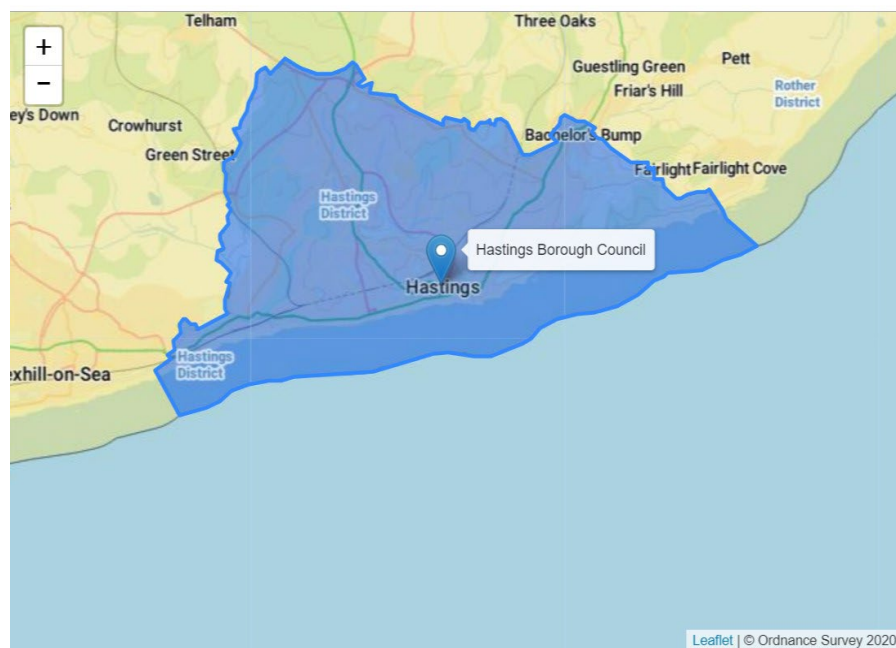 Telham
Three Oaks
+
−
Guestling Green
Pett
Friar's Hill
Rother
District
ey's Down
Crowhurst
Bachelor's Bump
Green Street
Fairlight
Fairlight Cove
Hastings
District
Hastings Borough Council
Hastings
Hastings
District
exhill-on-Sea
Leaflet | © Ordnance Survey 2020